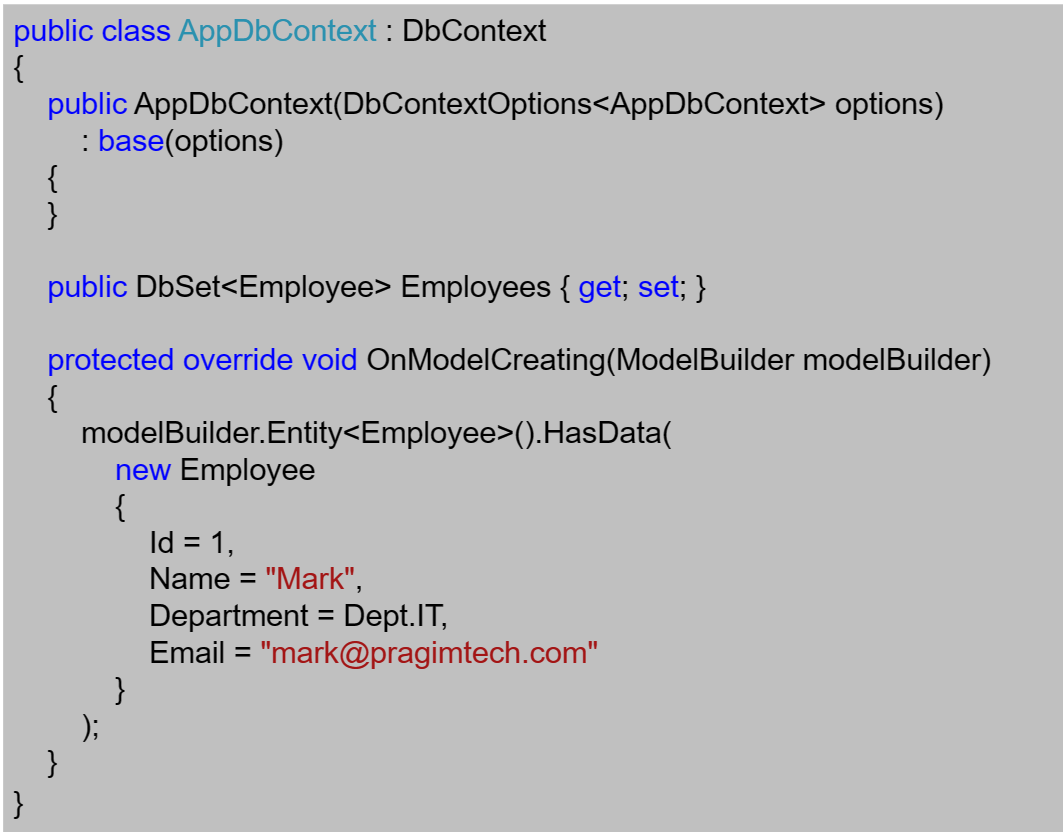 public class AppDbContext : DbContext
{
public AppDbContext(DbContextOptions<AppDbContext> options)
: base(options)
{
}
public DbSet<Employee> Employees { get; set; }
protected override void OnModelCreating(ModelBuilder modelBuilder)
{
modelBuilder.Entity<Employee>().HasData(
new Employee
{
Id = 1,
Name = "Mark",
Department = Dept.IT,
Email = "mark@pragimtech.com"
}
);
}
}